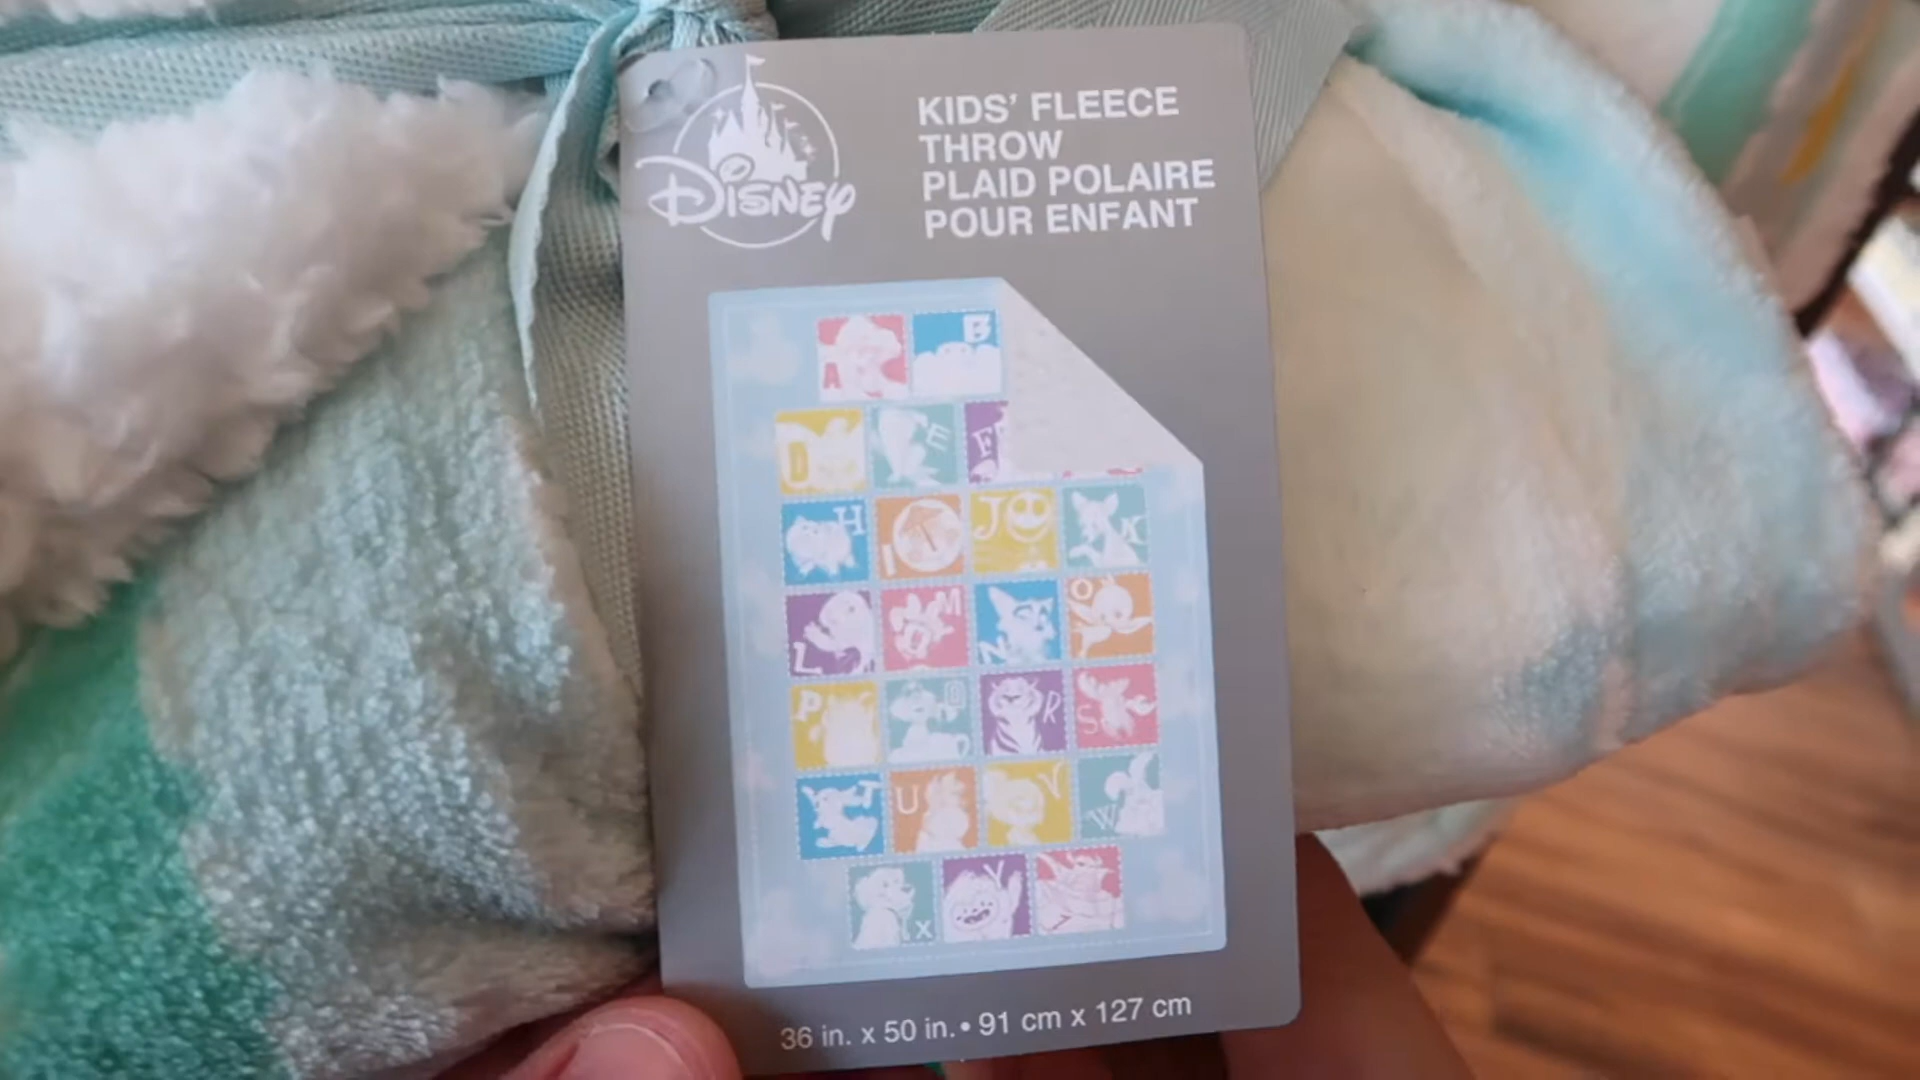 KIDS' FLEECE
THROW
PLAID POLAIRE
POUR ENFANT
DISNEY
A B
D E F
H I J K
L M N O
P Q R S
T U V W
X Y
36 in. x 50 in. • 91 cm x 127 cm